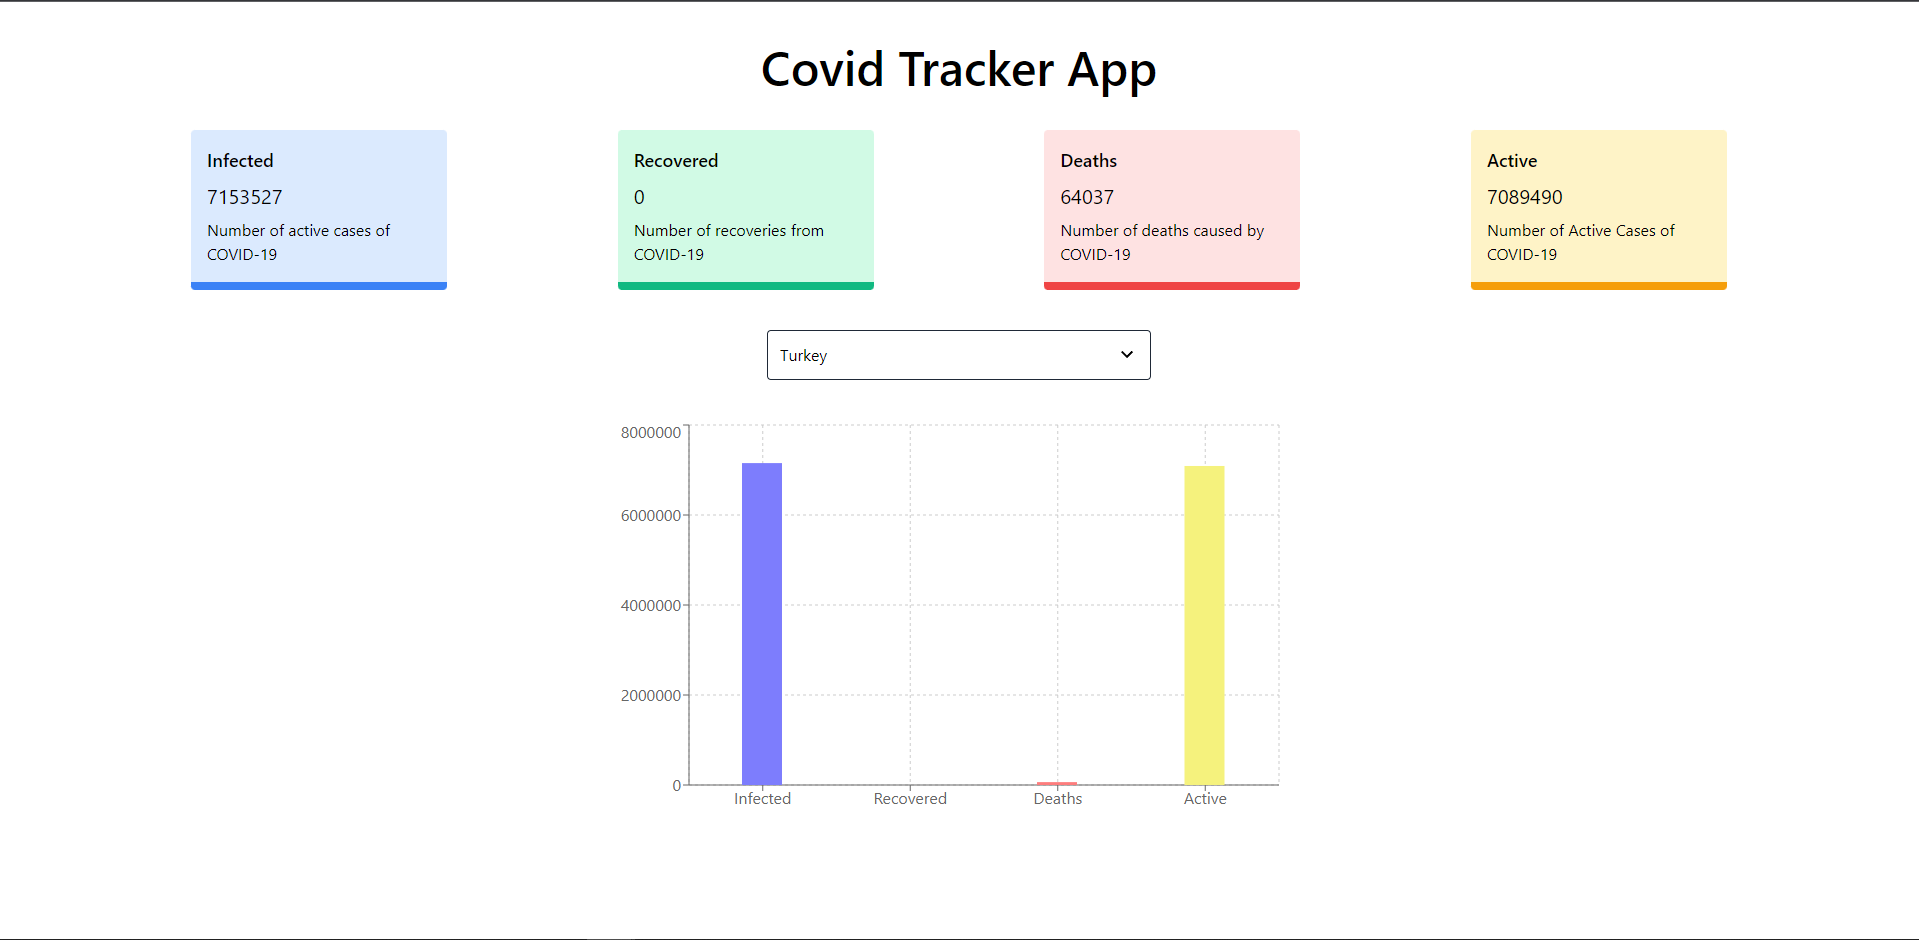 Covid Tracker App
Infected
7153527
Number of active cases of
COVID-19
Recovered
0
Number of recoveries from
COVID-19
Deaths
64037
Number of deaths caused by
COVID-19
Active
7089490
Number of Active Cases of
COVID-19
Turkey
8000000
6000000
4000000
2000000
0
Infected
Recovered
Deaths
Active